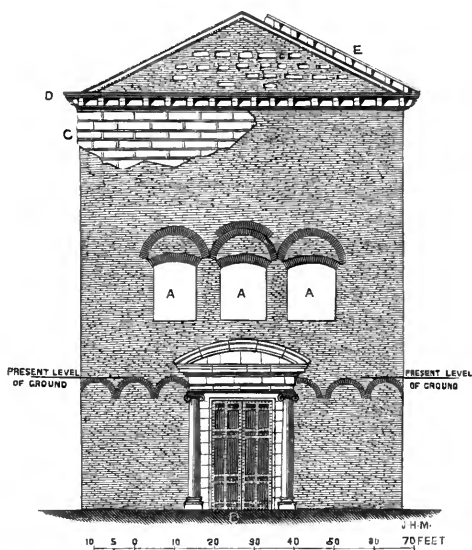 E
D
C
A A A
PRESENT LEVEL
OF GROUND
PRESENT LEVEL
OF GROUND
B
J.H.M.
10 5 0 10 20 30 40 50 60 70 FEET